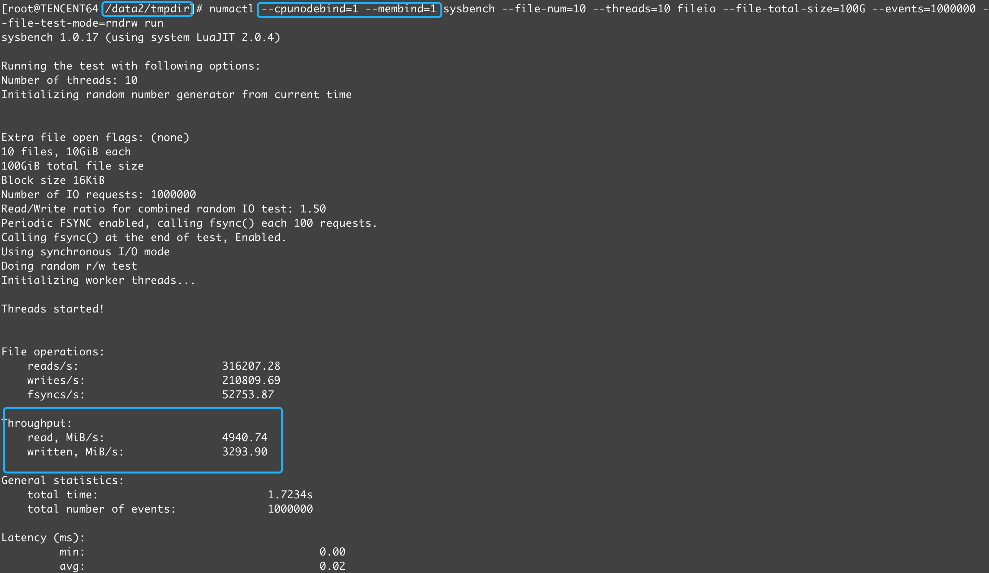 [root@TENCENT64 /data2/tmpdir]# numactl --cpunodebind=1 --membind=1 sysbench --file-num=10 --threads=10 fileio --file-total-size=100G --events=1000000 -
-file-test-mode=rndrw run
sysbench 1.0.17 (using system LuaJIT 2.0.4)
Running the test with following options:
Number of threads: 10
Initializing random number generator from current time
Extra file open flags: (none)
10 files, 10GiB each
100GiB total file size
Block size 16KiB
Number of IO requests: 1000000
Read/Write ratio for combined random IO test: 1.50
Periodic FSYNC enabled, calling fsync() each 100 requests.
Calling fsync() at the end of test, Enabled.
Using synchronous I/O mode
Doing random r/w test
Initializing worker threads...
Threads started!
File operations:
reads/s: 316207.28
writes/s: 210809.69
fsyncs/s: 52753.87
Throughput:
read, MiB/s: 4940.74
written, MiB/s: 3293.90
General statistics:
total time: 1.7234s
total number of events: 1000000
Latency (ms):
min: 0.00
avg: 0.02